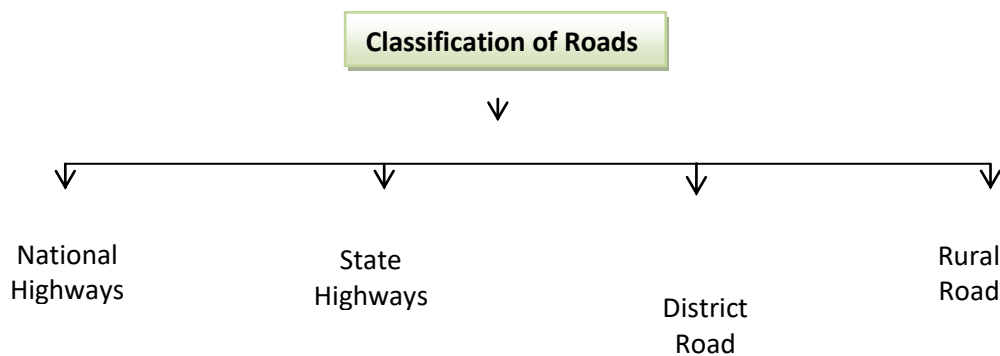 Classification of Roads
National
Highways
State
Highways
District
Road
Rural
Road